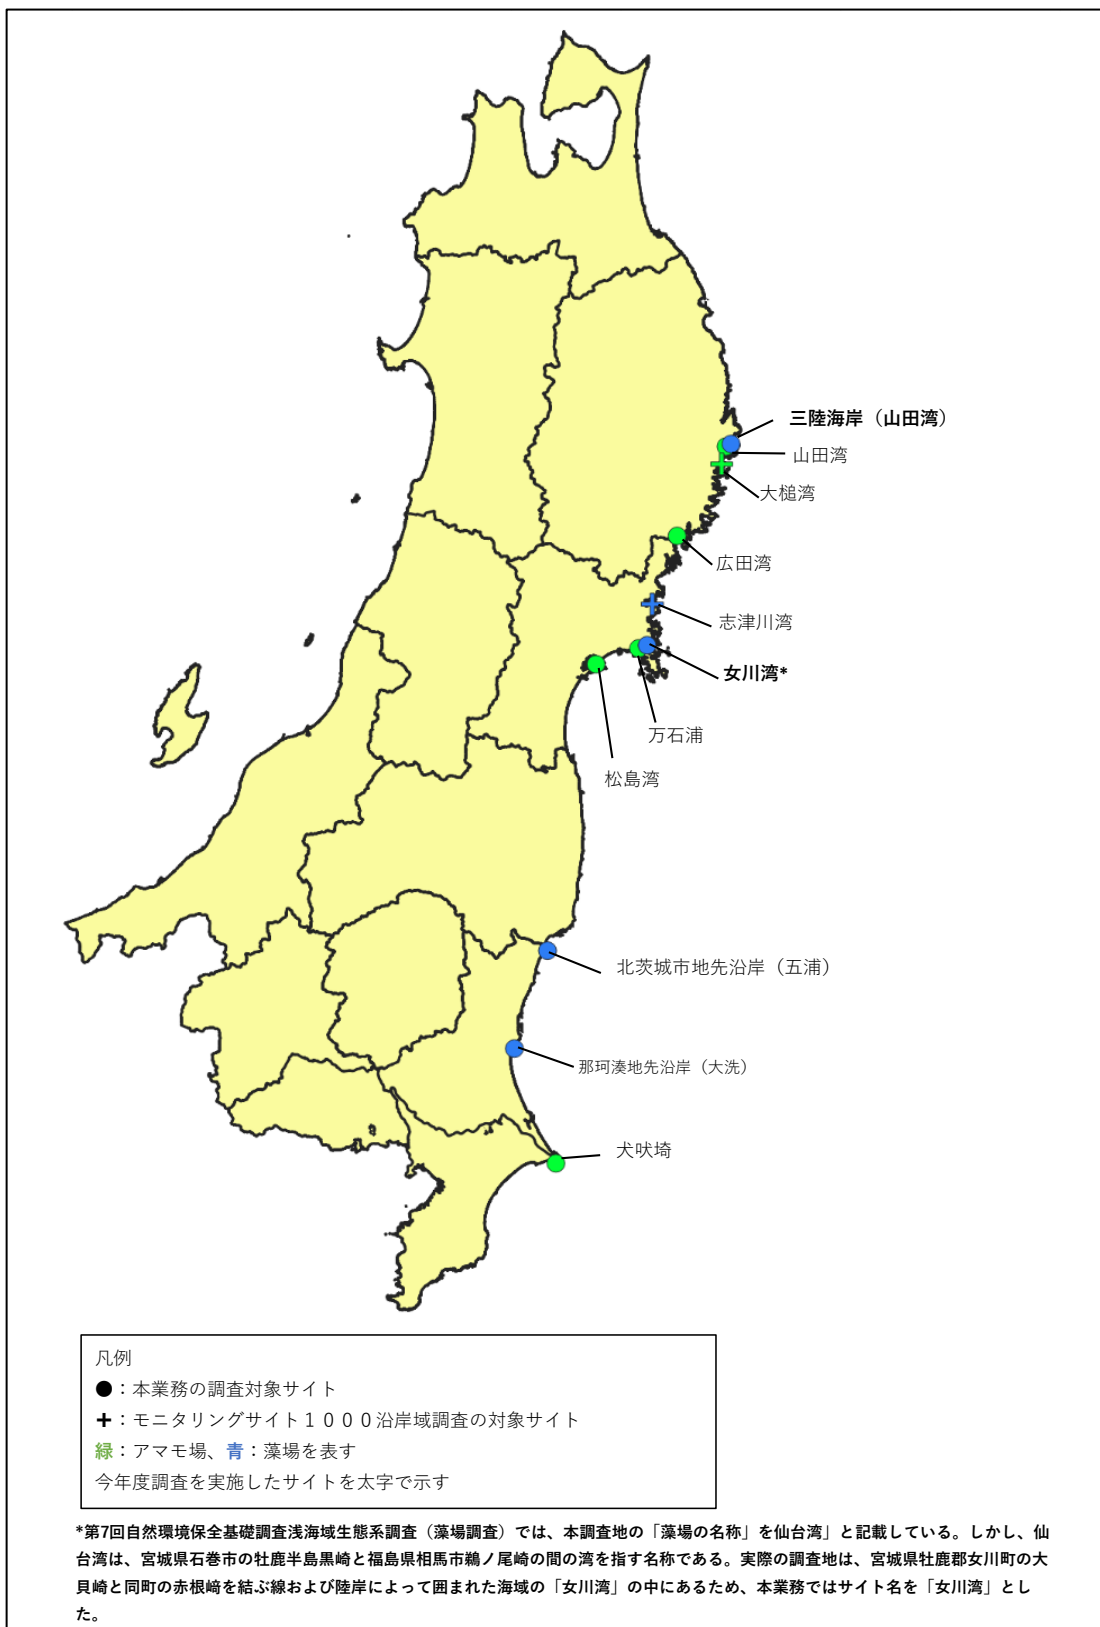 三陸海岸（山田湾）
山田湾
大槌湾
広田湾
志津川湾
女川湾*
万石浦
松島湾
北茨城市地先沿岸（五浦）
那珂湊地先沿岸（大洗）
犬吠埼
凡例
●：本業務の調査対象サイト
✚：モニタリングサイト１０００沿岸域調査の対象サイト
緑：アマモ場、青：藻場を表す
今年度調査を実施したサイトを太字で示す
*第7回自然環境保全基礎調査浅海域生態系調査（藻場調査）では、本調査地の「藻場の名称」を仙台湾」と記載している。しかし、仙
台湾は、宮城県石巻市の牡鹿半島黒崎と福島県相馬市鵜ノ尾崎の間の湾を指す名称である。実際の調査地は、宮城県牡鹿郡女川町の大
貝崎と同町の赤根﨑を結ぶ線および陸岸によって囲まれた海域の「女川湾」の中にあるため、本業務ではサイト名を「女川湾」とし
た。